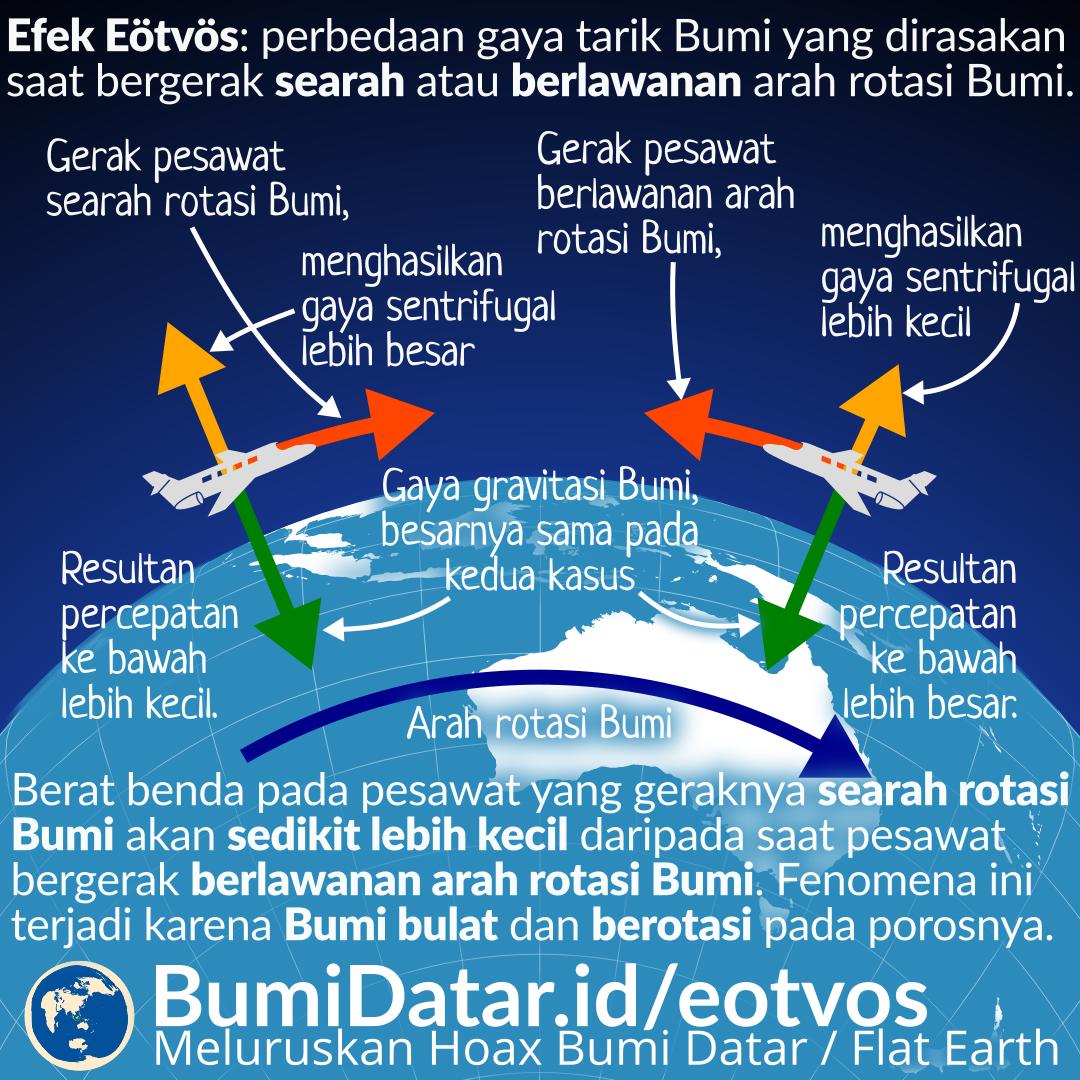 Efek Eötvös: perbedaan gaya tarik Bumi yang dirasakan
saat bergerak searah atau berlawanan arah rotasi Bumi.
Gerak pesawat
searah rotasi Bumi,
menghasilkan
gaya sentrifugal
lebih besar
Gerak pesawat
berlawanan arah
rotasi Bumi,
menghasilkan
gaya sentrifugal
lebih kecil
Gaya gravitasi Bumi,
besarnya sama pada
kedua kasus
Resultan
percepatan
ke bawah
lebih kecil.
Resultan
percepatan
ke bawah
lebih besar.
Arah rotasi Bumi
Berat benda pada pesawat yang geraknya searah rotasi
Bumi akan sedikit lebih kecil daripada saat pesawat
bergerak berlawanan arah rotasi Bumi. Fenomena ini
terjadi karena Bumi bulat dan berotasi pada porosnya.
BumiDatar.id/eotvos
Meluruskan Hoax Bumi Datar / Flat Earth